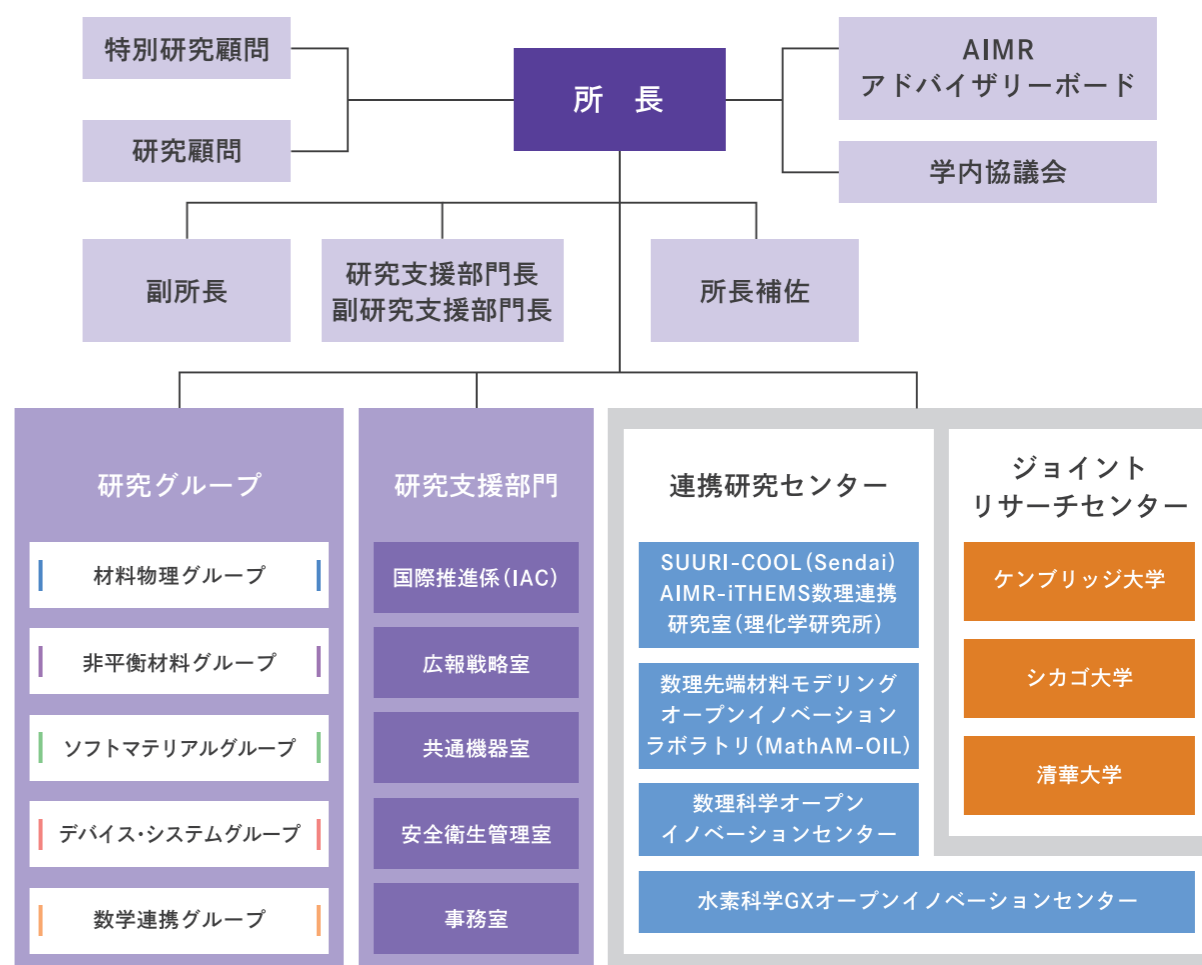 特別研究顧問
研究顧問
所　長
AIMR
アドバイザリーボード
学内協議会
副所長
研究支援部門長
副研究支援部門長
所長補佐
研究グループ
材料物理グループ
非平衡材料グループ
ソフトマテリアルグループ
デバイス・システムグループ
数学連携グループ
研究支援部門
国際推進係(IAC)
広報戦略室
共通機器室
安全衛生管理室
事務室
連携研究センター
SUURI-COOL(Sendai)
AIMR-iTHEMS数理連携
研究室(理化学研究所)
数理先端材料モデリング
オープンイノベーション
ラボラトリ(MathAM-OIL)
数理科学オープン
イノベーションセンター
水素科学GXオープンイノベーションセンター
ジョイント
リサーチセンター
ケンブリッジ大学
シカゴ大学
清華大学